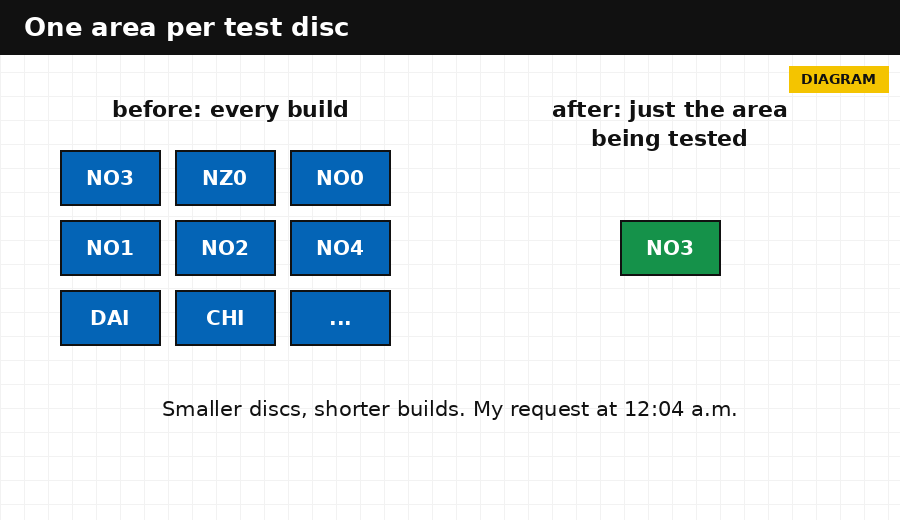 One area per test disc
DIAGRAM
before: every build
after: just the area
being tested
NO3 NZ0 NO0
NO1 NO2 NO4
NO3
DAI CHI ...
Smaller discs, shorter builds. My request at 12:04 a.m.